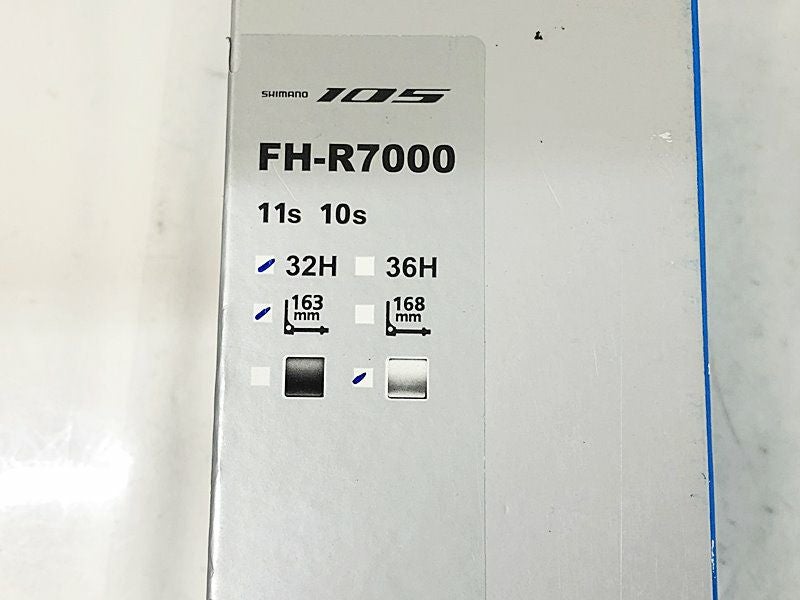 SHIMANO 105
FH-R7000
11s 10s
32H 36H
163 mm 168 mm